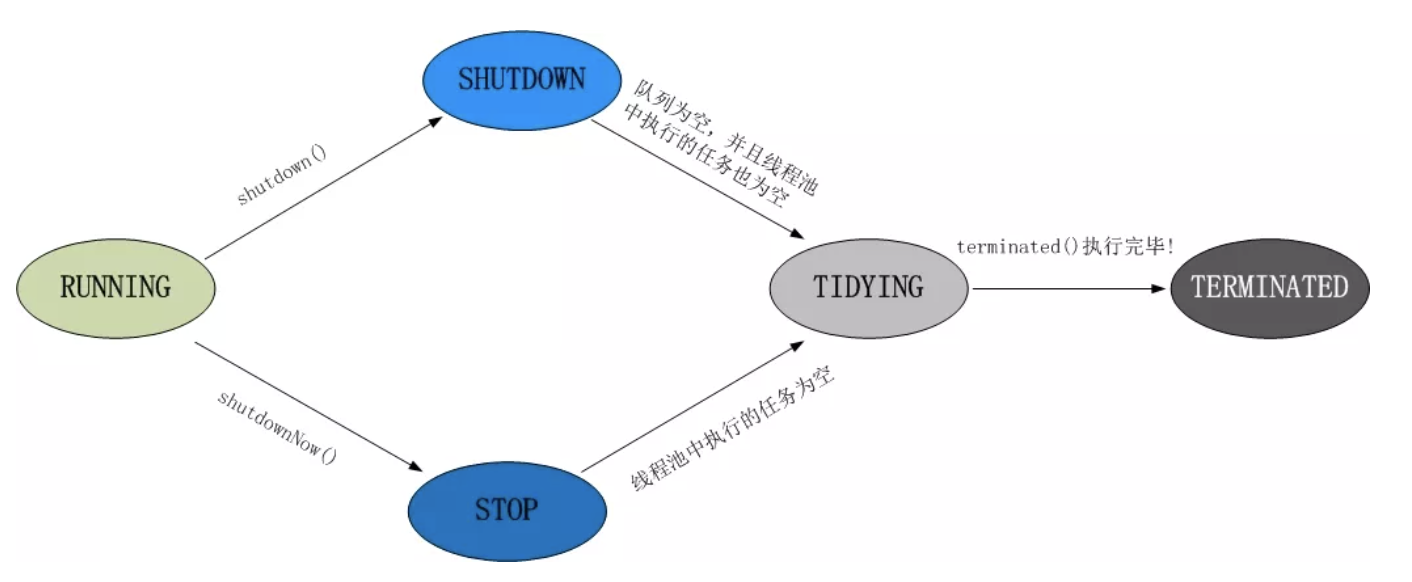 SHUTDOWN
队列为空，并且线程池
中执行的任务也为空
shutdown()
terminated()执行完毕!
RUNNING
TIDYING
TERMINATED
shutdownNow()
线程池中执行的任务为空
STOP